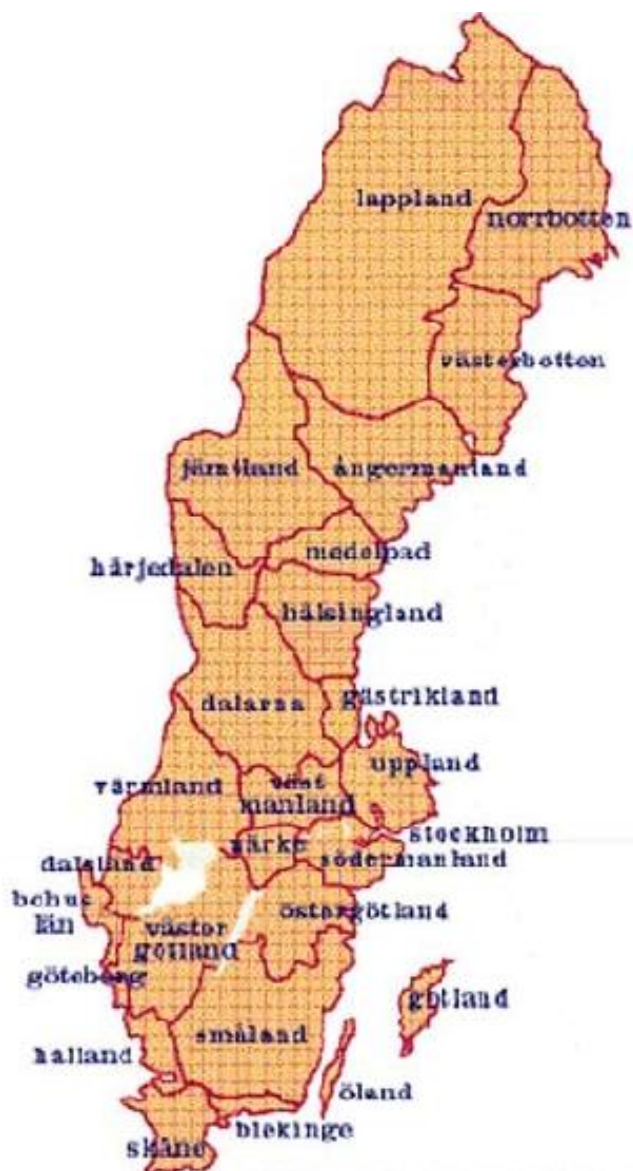 lappland
norrbotten
västerbotten
jämtland
ångermanland
medelpad
härjedalen
hälsingland
gästrikland
dalarna
uppland
värmland
väst
manland
stockholm
närke
södermanland
dalsland
bohus
län
östergötland
väster
götland
göteborg
gotland
småland
halland
öland
blekinge
skåne